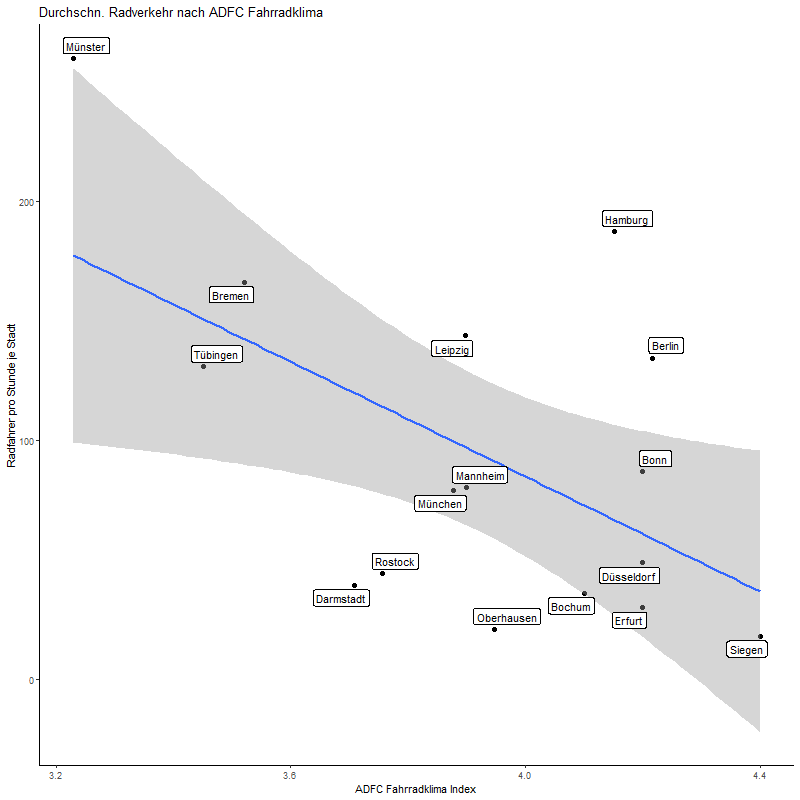 Durchschn. Radverkehr nach ADFC Fahrradklima
Münster
200
Hamburg
Bremen
Leipzig
Berlin
Tübingen
Radfahrer pro Stunde je Stadt
100
Bonn
Mannheim
München
Rostock
Düsseldorf
Darmstadt
Bochum
Oberhausen
Erfurt
Siegen
0
3.2
3.6
4.0
4.4
ADFC Fahrradklima Index